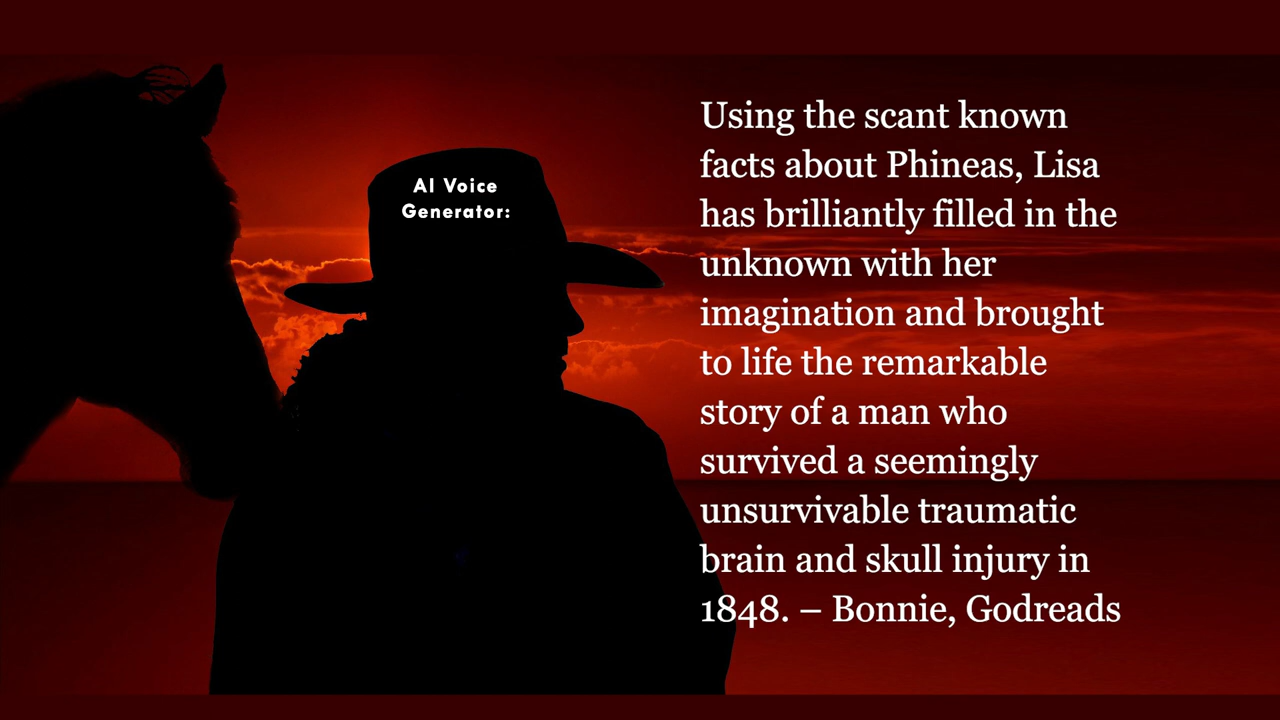 AI Voice
Generator:
Using the scant known
facts about Phineas, Lisa
has brilliantly filled in the
unknown with her
imagination and brought
to life the remarkable
story of a man who
survived a seemingly
unsurvivable traumatic
brain and skull injury in
1848. – Bonnie, Godreads